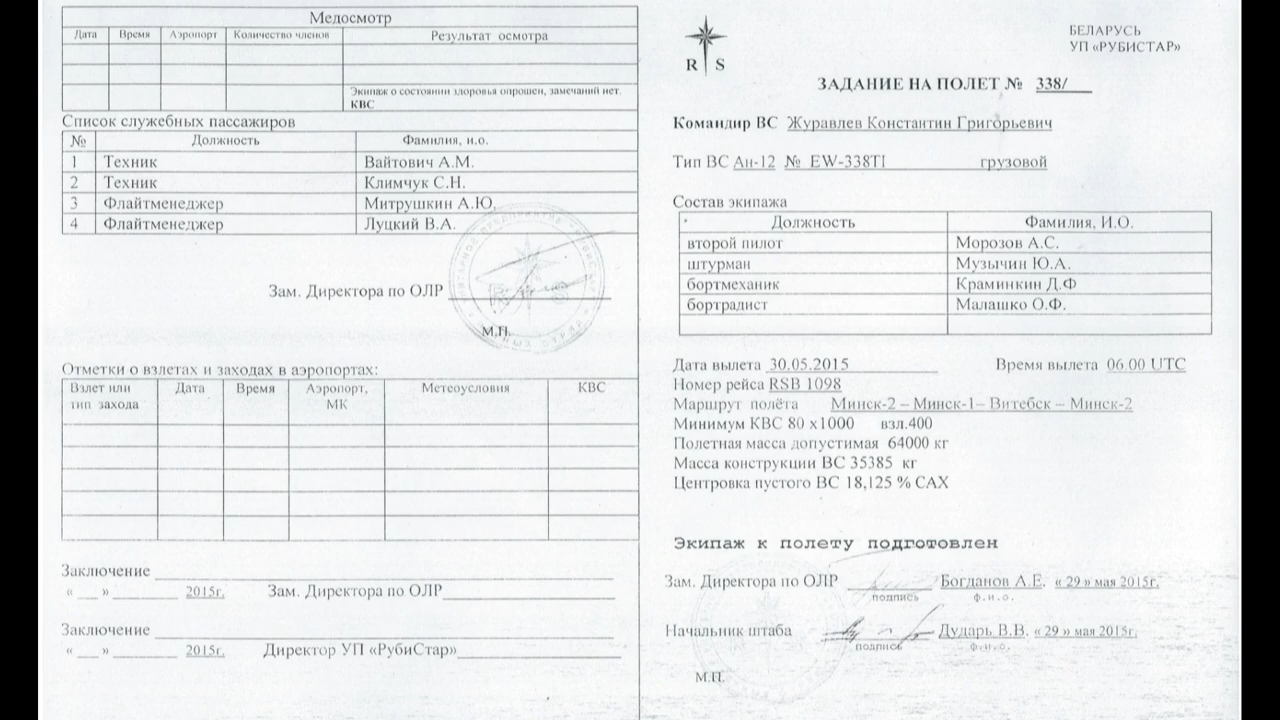 Медосмотр
Дата Время Аэропорт Количество членов Результат осмотра
Экипаж о состоянии здоровья опрошен, замечаний нет.
КВС
Список служебных пассажиров
№ Должность Фамилия, и.о.
1 Техник Вайтович А.М.
2 Техник Климчук С.Н.
3 Флайтменеджер Митрушкин А.Ю.
4 Флайтменеджер Луцкий В.А.
Зам. Директора по ОЛР
М.П.
Отметки о взлетах и заходах в аэропортах:
Взлет или тип захода Дата Время Аэропорт, МК Метеоусловия КВС
Заключение
« ___ » ________ 2015г. Зам. Директора по ОЛР
Заключение
« ___ » ________ 2015г. Директор УП «РубиСтар»
R S
БЕЛАРУСЬ
УП «РУБИСТАР»
ЗАДАНИЕ НА ПОЛЕТ № 338/
Командир ВС Журавлев Константин Григорьевич
Тип ВС Ан-12 № EW-338TI грузовой
Состав экипажа
Должность Фамилия, И.О.
второй пилот Морозов А.С.
штурман Музычин Ю.А.
бортмеханик Краминкин Д.Ф
бортрадист Малашко О.Ф.
Дата вылета 30.05.2015 Время вылета 06.00 UTC
Номер рейса RSB 1098
Маршрут полёта Минск-2 – Минск-1– Витебск – Минск-2
Минимум КВС 80 х1000 взл.400
Полетная масса допустимая 64000 кг
Масса конструкции ВС 35385 кг
Центровка пустого ВС 18,125 % САХ
Экипаж к полету подготовлен
Зам. Директора по ОЛР Богданов А.Е. « 29 » мая 2015г.
подпись ф.и.о.
Начальник штаба Дударь В.В. « 29 » мая 2015г.
подпись ф.и.о.
М.П.